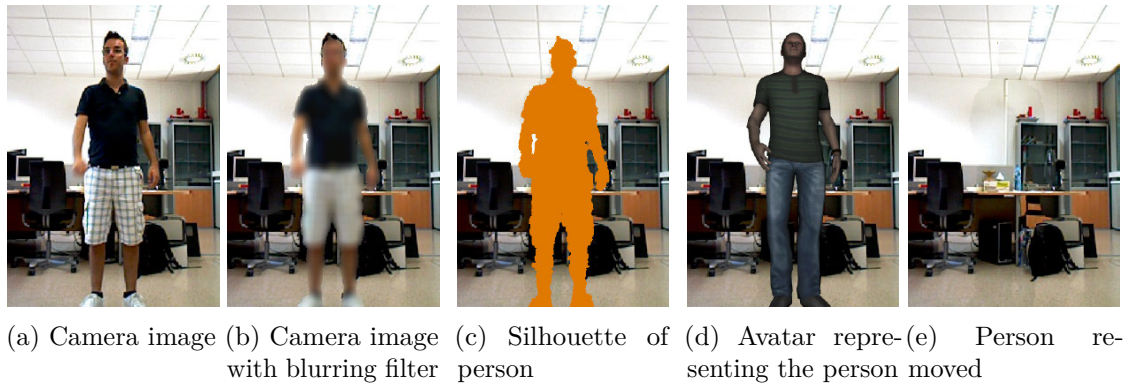 (a) Camera image
(b) Camera image
with blurring filter
(c) Silhouette of
person
(d) Avatar repre-
senting the person
(e) Person re-
moved